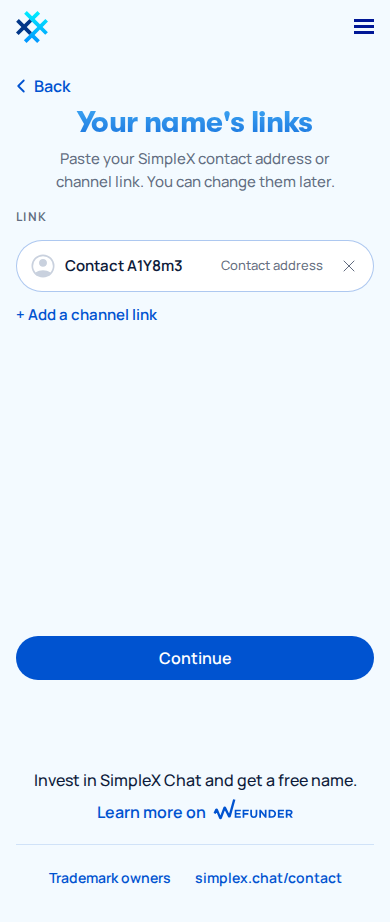 Back
Your name's links
Paste your SimpleX contact address or
channel link. You can change them later.
LINK
Contact A1Y8m3 Contact address
+ Add a channel link
Continue
Invest in SimpleX Chat and get a free name.
Learn more on WEFUNDER
Trademark owners simplex.chat/contact